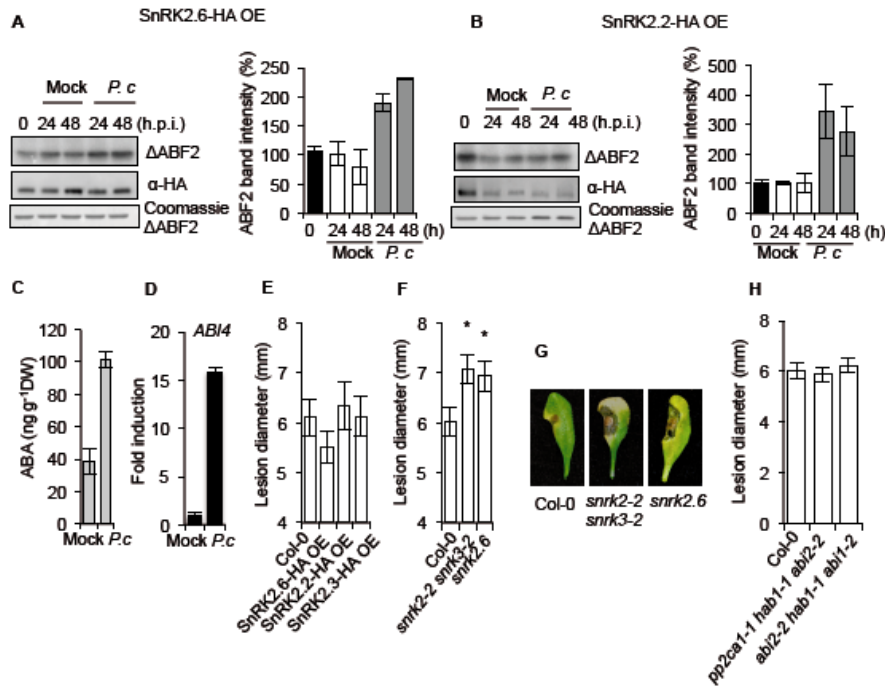 A
SnRK2.6-HA OE
Mock P. c
0 24 48 24 48 (h.p.i.)
ΔABF2
α-HA
Coomassie
ΔABF2
ABF2 band intensity (%)
250
200
150
100
50
0
0 24 48 24 48 (h)
Mock P. c
B
SnRK2.2-HA OE
Mock P. c
0 24 48 24 48 (h.p.i.)
ΔABF2
α-HA
Coomassie
ΔABF2
ABF2 band intensity (%)
500
400
300
200
100
0
0 24 48 24 48 (h)
Mock P. c
C
ABA (ng g-1DW)
120
100
80
60
40
20
0
Mock P.c
D
ABI4
Fold induction
20
15
10
5
0
Mock P.c
E
Lesion diameter (mm)
8
7
6
5
4
Col-0
SnRK2.6-HA OE
SnRK2.2-HA OE
SnRK2.3-HA OE
F
Lesion diameter (mm)
8
7
6
5
4
* *
Col-0
snrk2-2 snrk3-2
snrk2.6
G
Col-0
snrk2-2
snrk3-2
snrk2.6
H
Lesion diameter (mm)
8
6
4
2
0
Col-0
pp2ca1-1 hab1-1 abi2-2
abi2-2 hab1-1 abi1-2